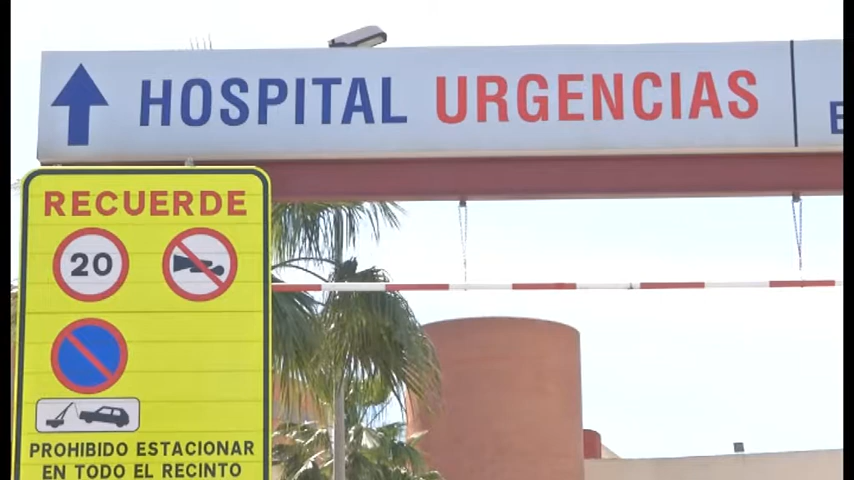 HOSPITAL URGENCIAS
RECUERDE
20
PROHIBIDO ESTACIONAR
EN TODO EL RECINTO